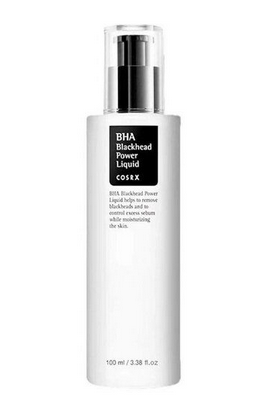 BHA
Blackhead
Power
Liquid
COSRX
BHA Blackhead Power
Liquid helps to remove
blackheads and to
control excess sebum
while moisturizing
the skin.
100 ml / 3.38 fl.oz